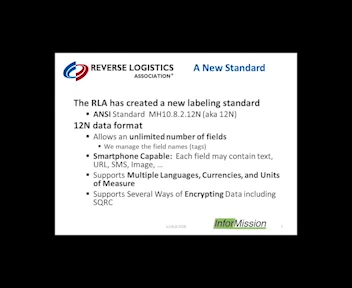 REVERSE LOGISTICS
ASSOCIATION
A New Standard
The RLA has created a new labeling standard
• ANSI Standard MH10.8.2.12N (aka 12N)
12N data format
• Allows an unlimited number of fields
• We manage the field names (tags)
• Smartphone Capable: Each field may contain text,
URL, SMS, Image, ...
• Supports Multiple Languages, Currencies, and Units
of Measure
• Supports Several Ways of Encrypting Data including
SQRC
InforMission